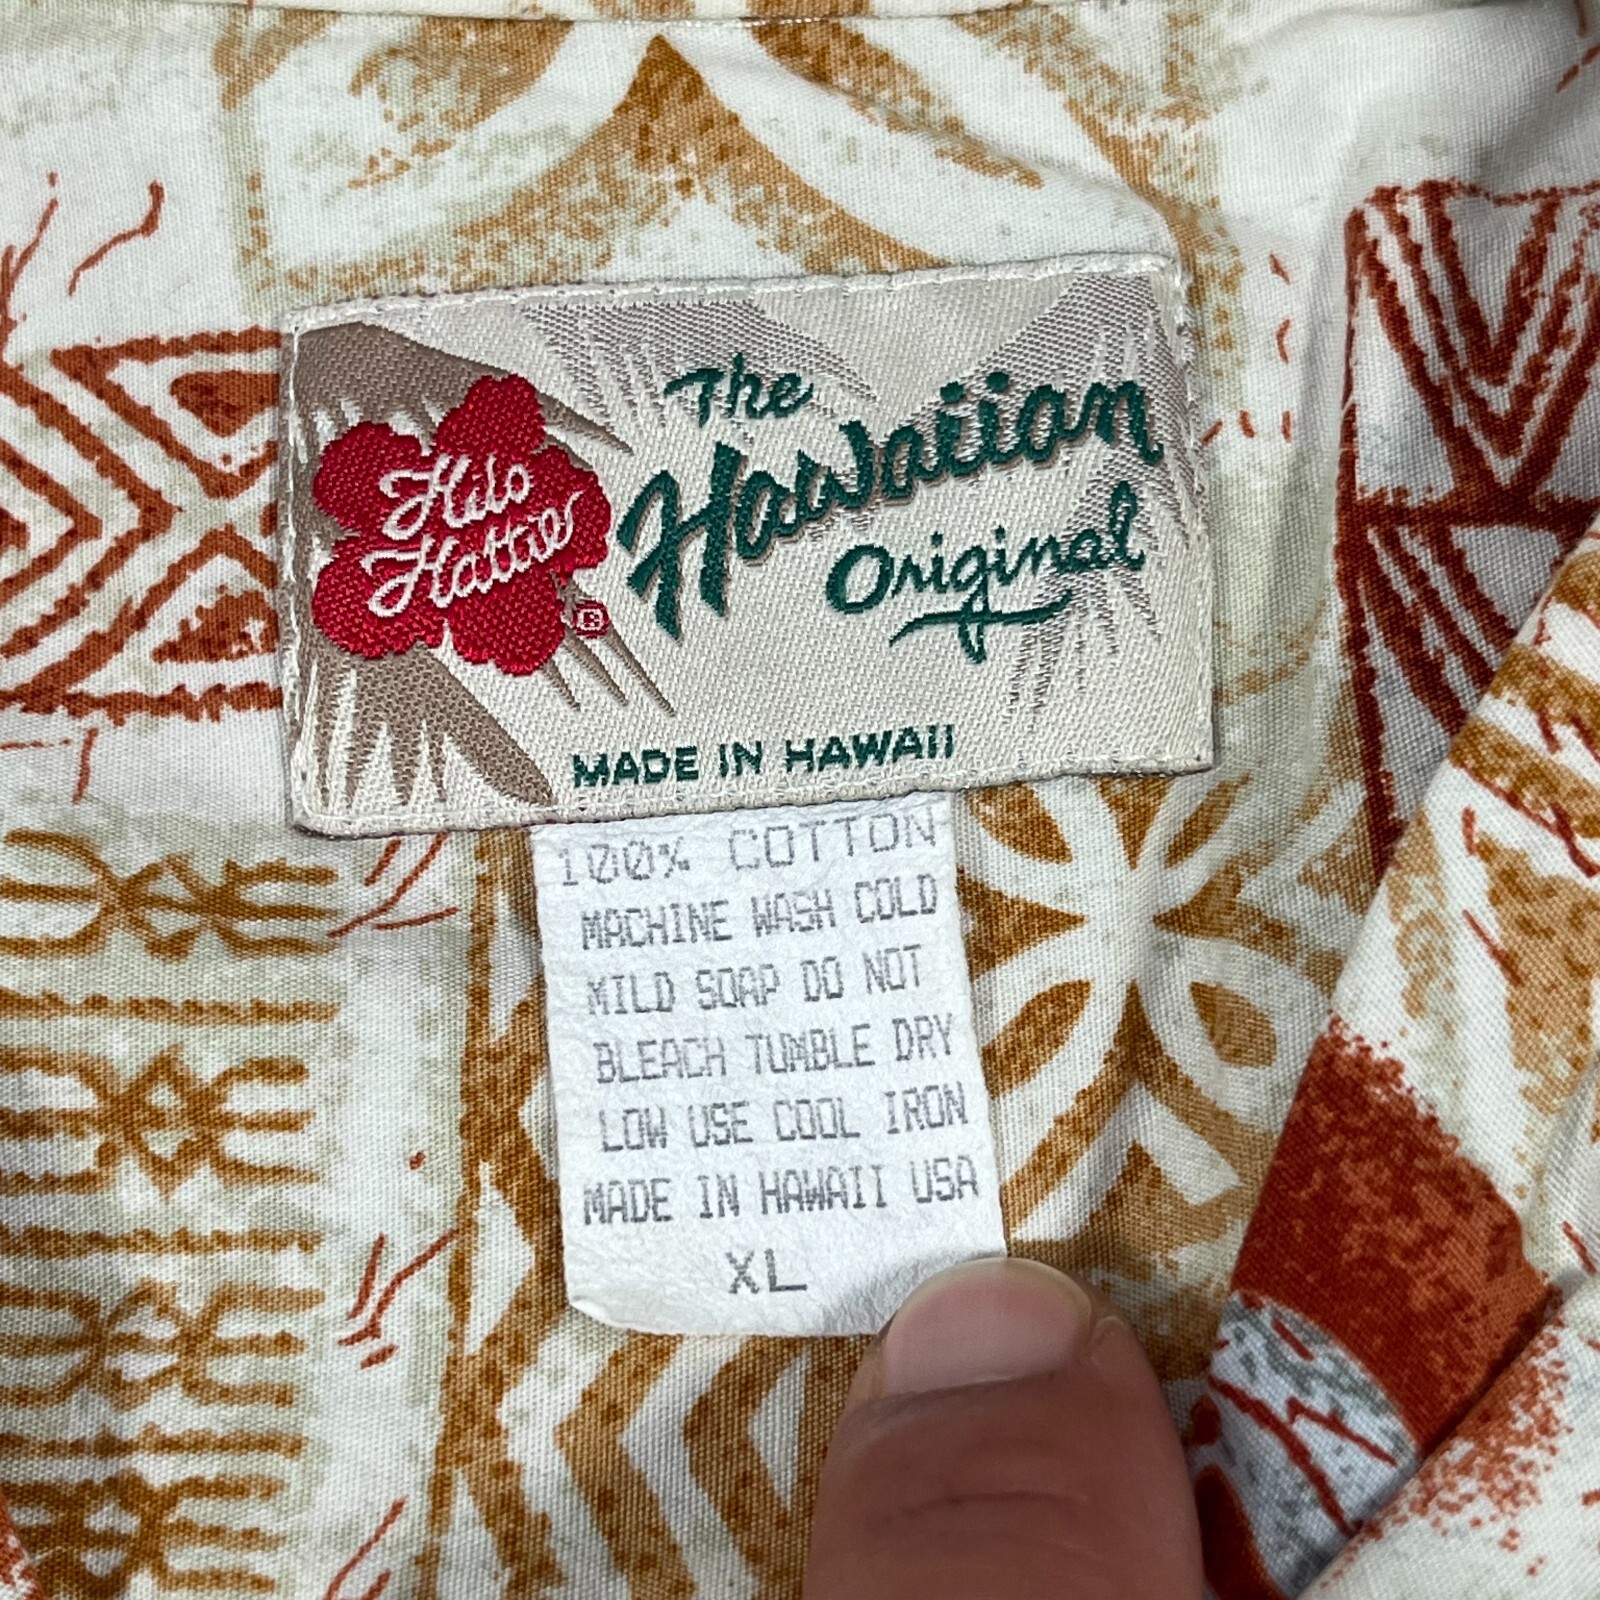 Hilo
Hattie
®
The
Hawaiian
Original
MADE IN HAWAII
100% COTTON
MACHINE WASH COLD
MILD SOAP DO NOT
BLEACH TUMBLE DRY
LOW USE COOL IRON
MADE IN HAWAII USA
XL